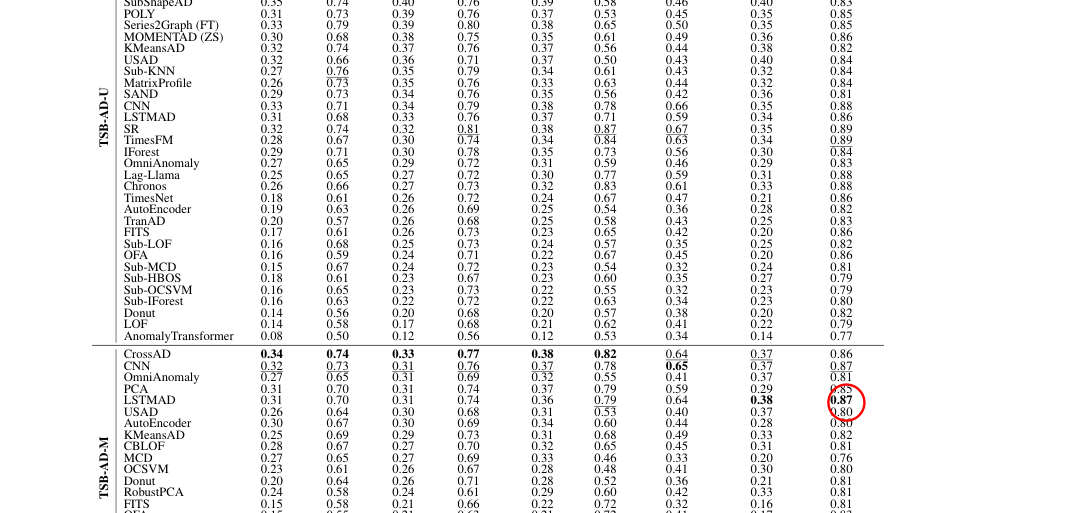 SubShapeAD 0.35 0.74 0.40 0.76 0.39 0.58 0.46 0.40 0.83
POLY 0.31 0.73 0.39 0.76 0.37 0.53 0.45 0.35 0.85
Series2Graph (FT) 0.33 0.79 0.39 0.80 0.38 0.65 0.50 0.35 0.85
MOMENTAD (ZS) 0.30 0.68 0.38 0.75 0.35 0.61 0.49 0.36 0.86
KMeansAD 0.32 0.74 0.37 0.76 0.37 0.56 0.44 0.38 0.82
USAD 0.32 0.66 0.36 0.71 0.37 0.50 0.43 0.40 0.84
Sub-KNN 0.27 0.76 0.35 0.79 0.34 0.61 0.43 0.32 0.84
MatrixProfile 0.26 0.73 0.35 0.76 0.33 0.63 0.44 0.32 0.84
SAND 0.29 0.73 0.34 0.76 0.35 0.56 0.42 0.36 0.81
CNN 0.33 0.71 0.34 0.79 0.38 0.78 0.66 0.35 0.88
LSTMAD 0.31 0.68 0.33 0.76 0.37 0.71 0.59 0.34 0.86
TSB-AD-U
SR 0.32 0.74 0.32 0.81 0.38 0.87 0.67 0.35 0.89
TimesFM 0.28 0.67 0.30 0.74 0.34 0.84 0.63 0.34 0.89
IForest 0.29 0.71 0.30 0.78 0.35 0.73 0.56 0.30 0.84
OmniAnomaly 0.27 0.65 0.29 0.72 0.31 0.59 0.46 0.29 0.83
Lag-Llama 0.25 0.65 0.27 0.72 0.30 0.77 0.59 0.31 0.88
Chronos 0.26 0.66 0.27 0.73 0.32 0.83 0.61 0.33 0.88
TimesNet 0.18 0.61 0.26 0.72 0.24 0.67 0.47 0.21 0.86
AutoEncoder 0.19 0.63 0.26 0.69 0.25 0.54 0.36 0.28 0.82
TranAD 0.20 0.57 0.26 0.68 0.25 0.58 0.43 0.25 0.83
FITS 0.17 0.61 0.26 0.73 0.23 0.65 0.42 0.20 0.86
Sub-LOF 0.16 0.68 0.25 0.73 0.24 0.57 0.35 0.25 0.82
OFA 0.16 0.59 0.24 0.71 0.22 0.67 0.45 0.20 0.86
Sub-MCD 0.15 0.67 0.24 0.72 0.23 0.54 0.32 0.24 0.81
Sub-HBOS 0.18 0.61 0.23 0.67 0.23 0.60 0.35 0.27 0.79
Sub-OCSVM 0.16 0.65 0.23 0.73 0.22 0.55 0.32 0.23 0.79
Sub-IForest 0.16 0.63 0.22 0.72 0.22 0.63 0.34 0.23 0.80
Donut 0.14 0.56 0.20 0.68 0.20 0.57 0.38 0.20 0.82
LOF 0.14 0.58 0.17 0.68 0.21 0.62 0.41 0.22 0.79
AnomalyTransformer 0.08 0.50 0.12 0.56 0.12 0.53 0.34 0.14 0.77
CrossAD 0.34 0.74 0.33 0.77 0.38 0.82 0.64 0.37 0.86
CNN 0.32 0.73 0.31 0.76 0.37 0.78 0.65 0.37 0.87
OmniAnomaly 0.27 0.65 0.31 0.69 0.32 0.55 0.41 0.37 0.81
PCA 0.31 0.70 0.31 0.74 0.37 0.79 0.59 0.29 0.85
LSTMAD 0.31 0.70 0.31 0.74 0.36 0.79 0.64 0.38 0.87
USAD 0.26 0.64 0.30 0.68 0.31 0.53 0.40 0.37 0.80
AutoEncoder 0.30 0.67 0.30 0.69 0.34 0.60 0.44 0.28 0.80
KMeansAD 0.25 0.69 0.29 0.73 0.31 0.68 0.49 0.33 0.82
CBLOF 0.28 0.67 0.27 0.70 0.32 0.65 0.45 0.31 0.81
MCD 0.27 0.65 0.27 0.69 0.33 0.46 0.33 0.20 0.76
TSB-AD-M
OCSVM 0.23 0.61 0.26 0.67 0.28 0.48 0.41 0.30 0.80
Donut 0.20 0.64 0.26 0.71 0.28 0.52 0.36 0.21 0.81
RobustPCA 0.24 0.58 0.24 0.61 0.29 0.60 0.42 0.33 0.81
FITS 0.15 0.58 0.21 0.66 0.22 0.72 0.32 0.16 0.81